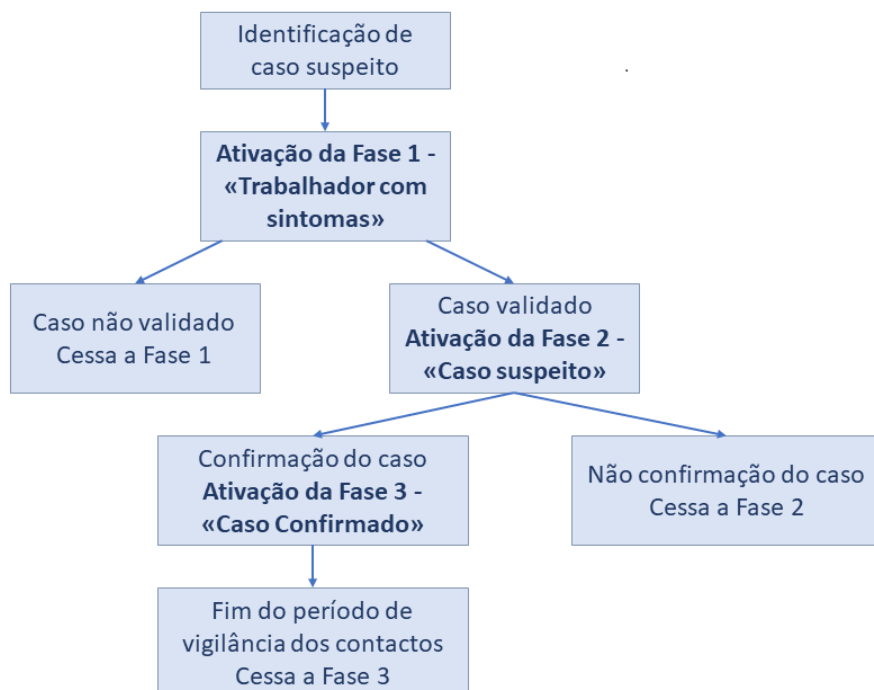 Identificação de
caso suspeito
Ativação da Fase 1 -
«Trabalhador com
sintomas»
Caso não validado
Cessa a Fase 1
Caso validado
Ativação da Fase 2 -
«Caso suspeito»
Confirmação do caso
Ativação da Fase 3 -
«Caso Confirmado»
Não confirmação do caso
Cessa a Fase 2
Fim do período de
vigilância dos contactos
Cessa a Fase 3